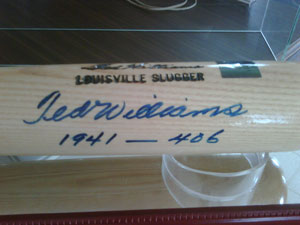 LOUISVILLE SLUGGER
Ted Williams
1941 — 406